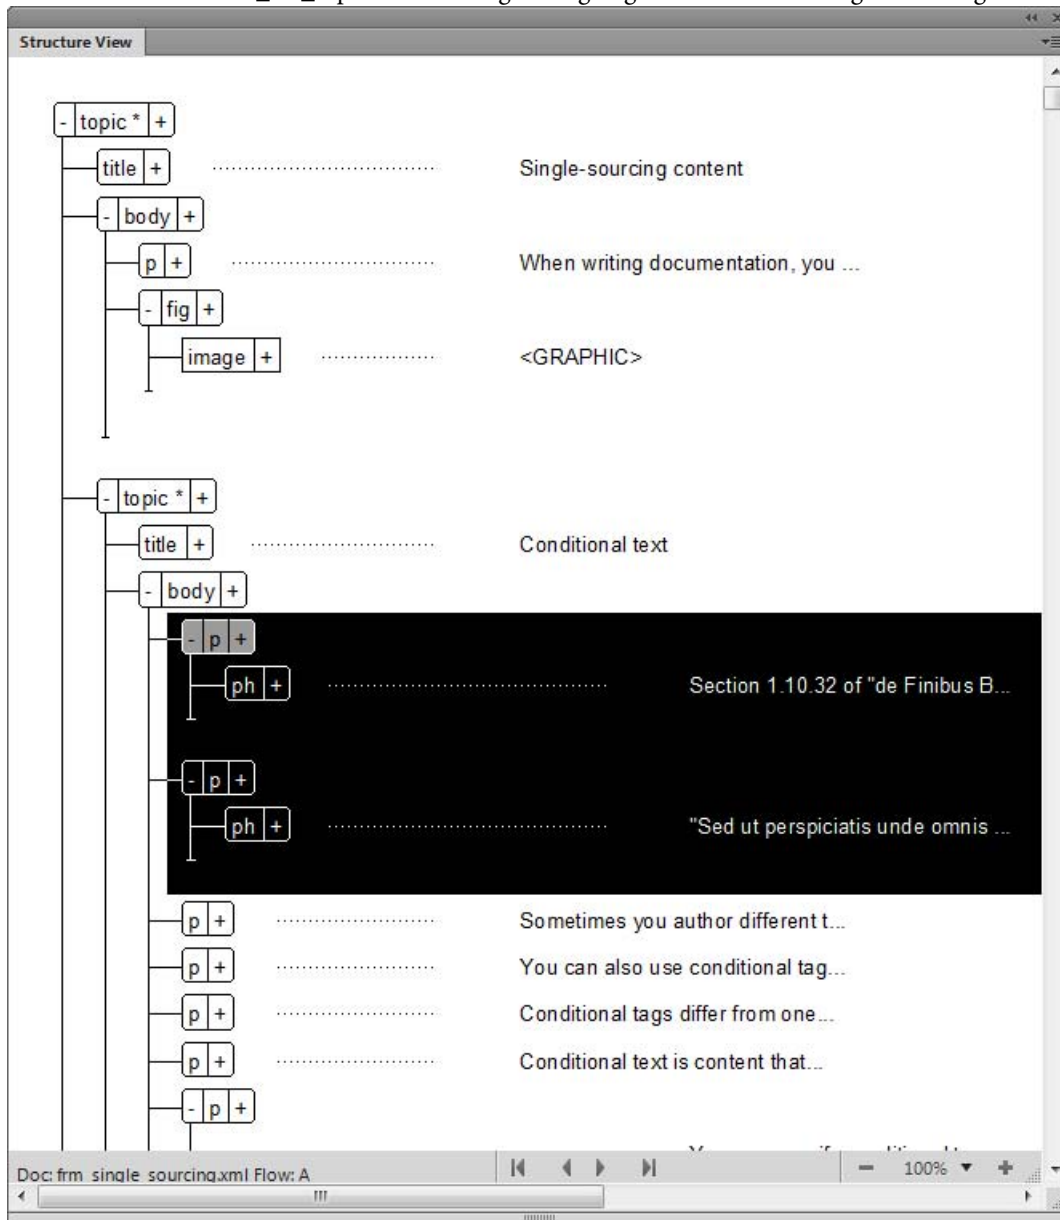 Structure View
- topic * +
title + Single-sourcing content
- body +
p + When writing documentation, you ...
- fig +
image + <GRAPHIC>
- topic * +
title + Conditional text
- body +
- p +
ph + Section 1.10.32 of "de Finibus B...
- p +
ph + "Sed ut perspiciatis unde omnis ...
p + Sometimes you author different t...
p + You can also use conditional tag...
p + Conditional tags differ from one...
p + Conditional text is content that...
- p +
Doc: frm_single_sourcing.xml Flow: A 100%